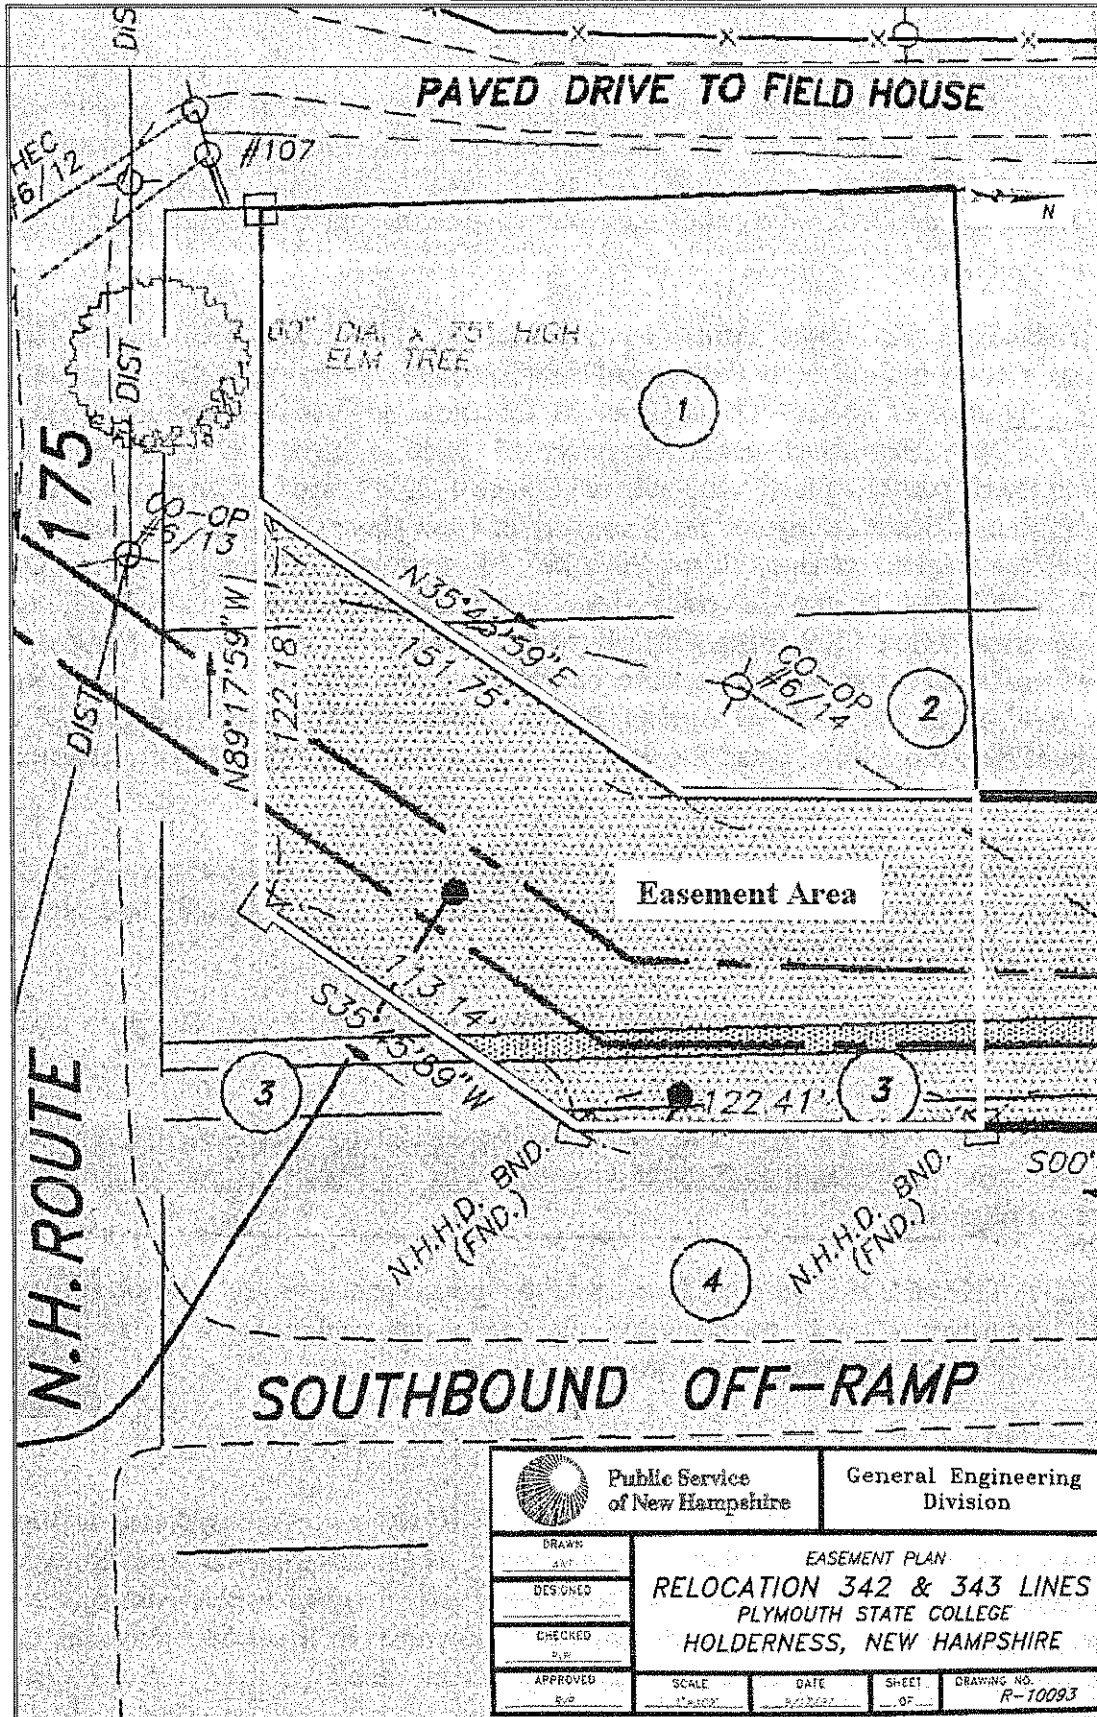 DIS
PAVED DRIVE TO FIELD HOUSE
HEC
#6/12
#107
N
60" DIA. x 75' HIGH
ELM TREE
DIST
1
175
CO-OP
#6/13
N35°43'59"E
151.75'
CO-OP
#6/14
2
N89°17'59"W
122.18'
DIST
Easement Area
113.14'
S35°45'59"W
3
3
122.41'
S00°
N.H.H.D. BND.
(FND.)
N.H.H.D. BND.
(FND.)
4
N.H. ROUTE
SOUTHBOUND OFF-RAMP
Public Service
of New Hampshire
General Engineering
Division
DRAWN
DESIGNED
CHECKED
APPROVED
EASEMENT PLAN
RELOCATION 342 & 343 LINES
PLYMOUTH STATE COLLEGE
HOLDERNESS, NEW HAMPSHIRE
SCALE
DATE
SHEET
OF
DRAWING NO.
R-10093